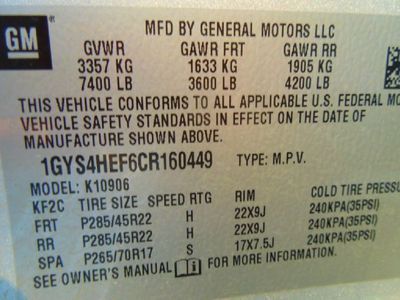 GM
MFD BY GENERAL MOTORS LLC
GVWR GAWR FRT GAWR RR
3357 KG 1633 KG 1905 KG
7400 LB 3600 LB 4200 LB
THIS VEHICLE CONFORMS TO ALL APPLICABLE U.S. FEDERAL
VEHICLE SAFETY STANDARDS IN EFFECT ON THE DATE OF
MANUFACTURE SHOWN ABOVE.
1GYS4HEF6CR160449 TYPE: M.P.V.
MODEL: K10906
KF2C TIRE SIZE SPEED RTG RIM COLD TIRE
FRT P285/45R22 H 22X9J 240KPA(35PSI)
RR P285/45R22 H 22X9J 240KPA(35PSI)
SPA P265/70R17 S 17X7.5J 240KPA(35PSI)
SEE OWNER'S MANUAL FOR MORE INFORMATION.